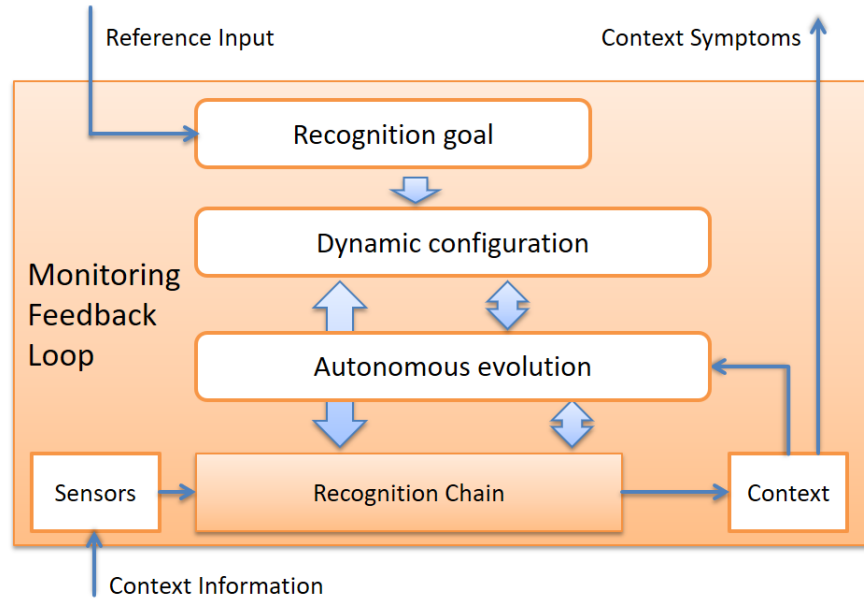 Reference Input
Context Symptoms
Recognition goal
Dynamic configuration
Monitoring
Feedback
Loop
Autonomous evolution
Sensors
Recognition Chain
Context
Context Information